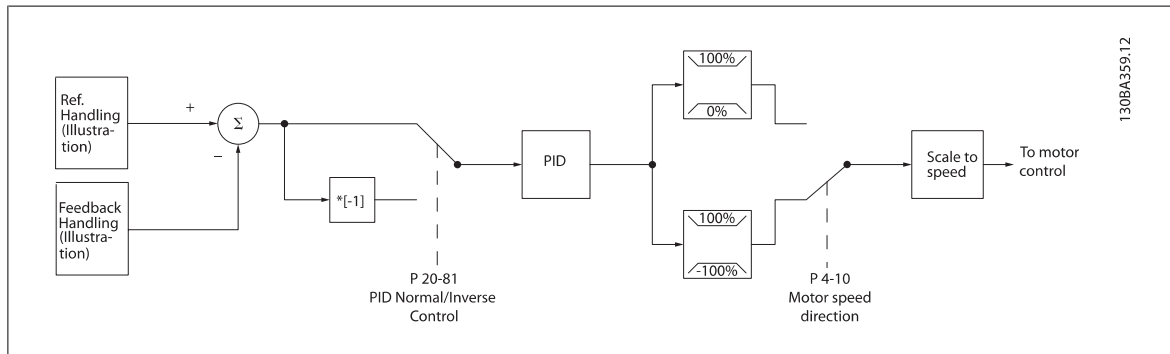 Ref.
Handling
(Illustra-
tion)
Feedback
Handling
(Illustra-
tion)
+
–
Σ
*[-1]
P 20-81
PID Normal/Inverse
Control
PID
100%
0%
100%
-100%
P 4-10
Motor speed
direction
Scale to
speed
To motor
control
130BA359.12